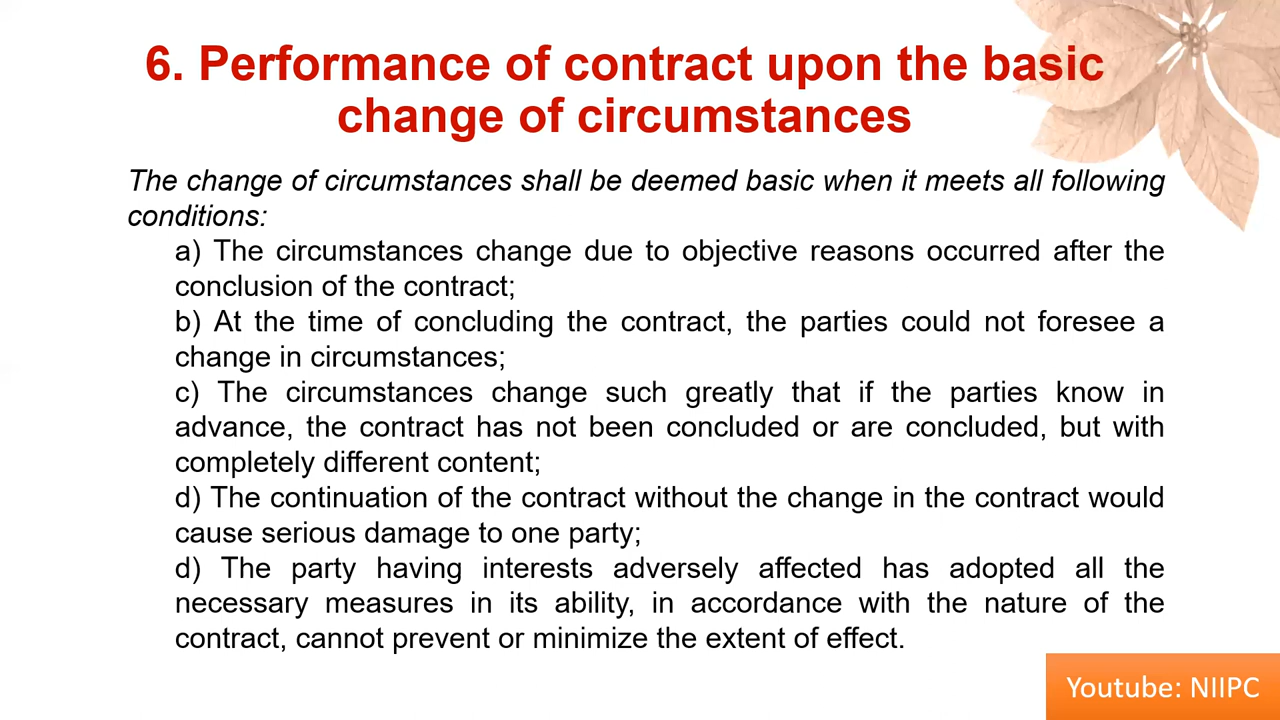 6. Performance of contract upon the basic
change of circumstances
The change of circumstances shall be deemed basic when it meets all following
conditions:
a) The circumstances change due to objective reasons occurred after the
conclusion of the contract;
b) At the time of concluding the contract, the parties could not foresee a
change in circumstances;
c) The circumstances change such greatly that if the parties know in
advance, the contract has not been concluded or are concluded, but with
completely different content;
d) The continuation of the contract without the change in the contract would
cause serious damage to one party;
d) The party having interests adversely affected has adopted all the
necessary measures in its ability, in accordance with the nature of the
contract, cannot prevent or minimize the extent of effect.
Youtube: NIIPC